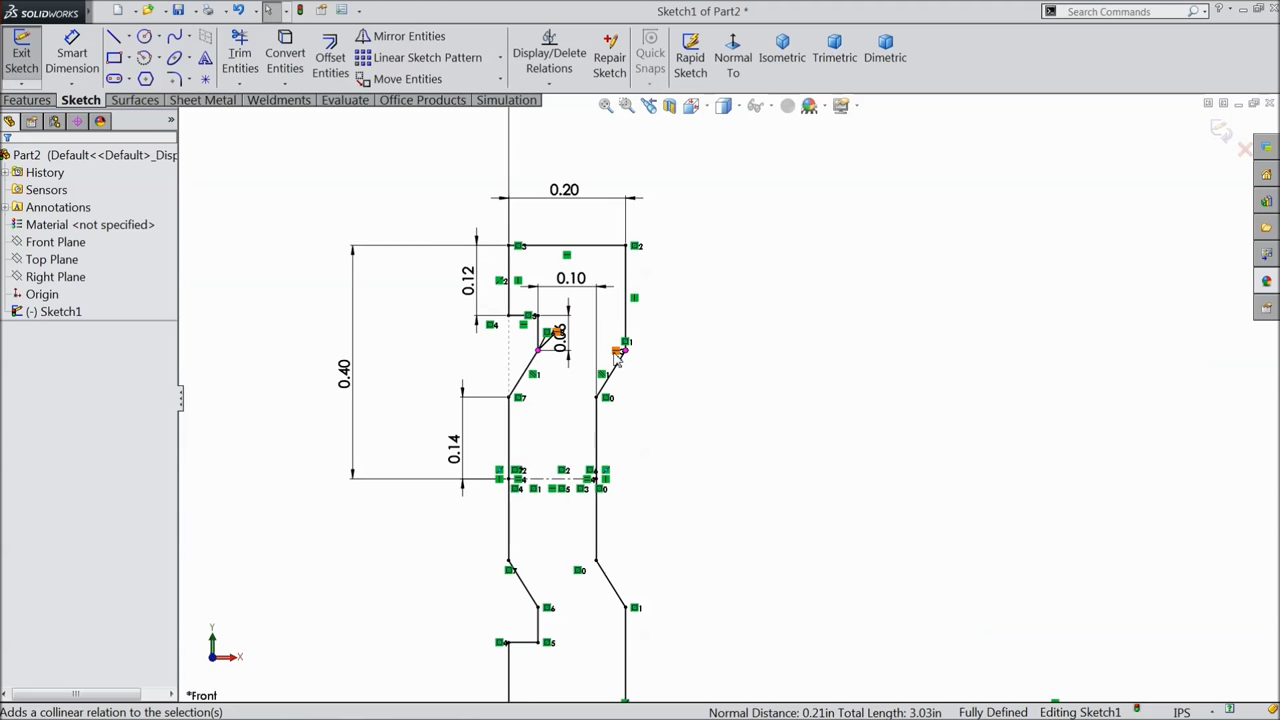 SOLIDWORKS
Sketch1 of Part2 *
Search Commands
Exit Sketch
Smart Dimension
Trim Entities
Convert Entities
Offset Entities
Mirror Entities
Linear Sketch Pattern
Move Entities
Display/Delete Relations
Repair Sketch
Quick Snaps
Rapid Sketch
Normal To
Isometric
Trimetric
Dimetric
Features
Sketch
Surfaces
Sheet Metal
Weldments
Evaluate
Office Products
Simulation
Part2 (Default<<Default>_Disp
History
Sensors
Annotations
Material <not specified>
Front Plane
Top Plane
Right Plane
Origin
(-) Sketch1
0.20
0.12
0.10
0.40
0.14
Y
X
*Front
Adds a collinear relation to the selection(s)
Normal Distance: 0.21in Total Length: 3.03in
Fully Defined
Editing Sketch1
IPS